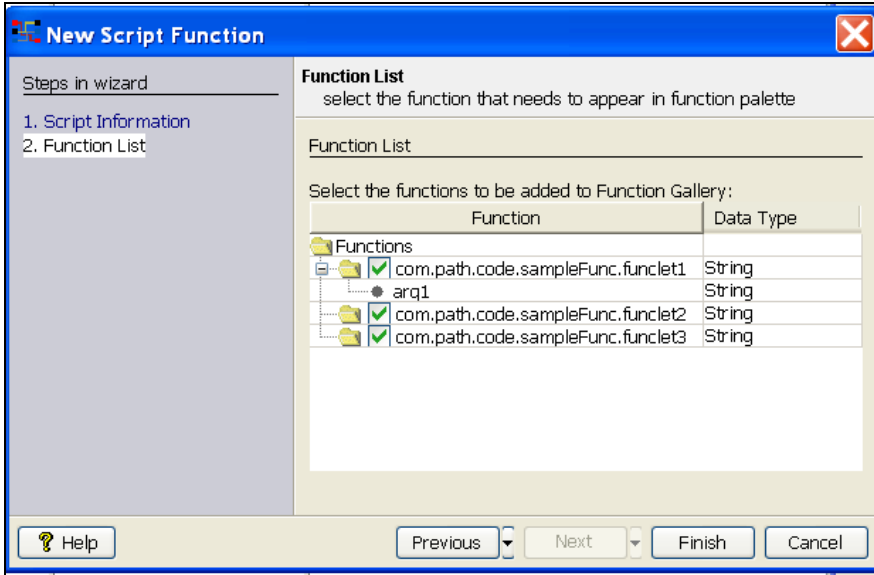 New Script Function
Steps in wizard
1. Script Information
2. Function List
Function List
select the function that needs to appear in function palette
Function List
Select the functions to be added to Function Gallery:
Function Data Type
Functions
com.path.code.sampleFunc.funclet1 String
arg1 String
com.path.code.sampleFunc.funclet2 String
com.path.code.sampleFunc.funclet3 String
Help Previous Next Finish Cancel